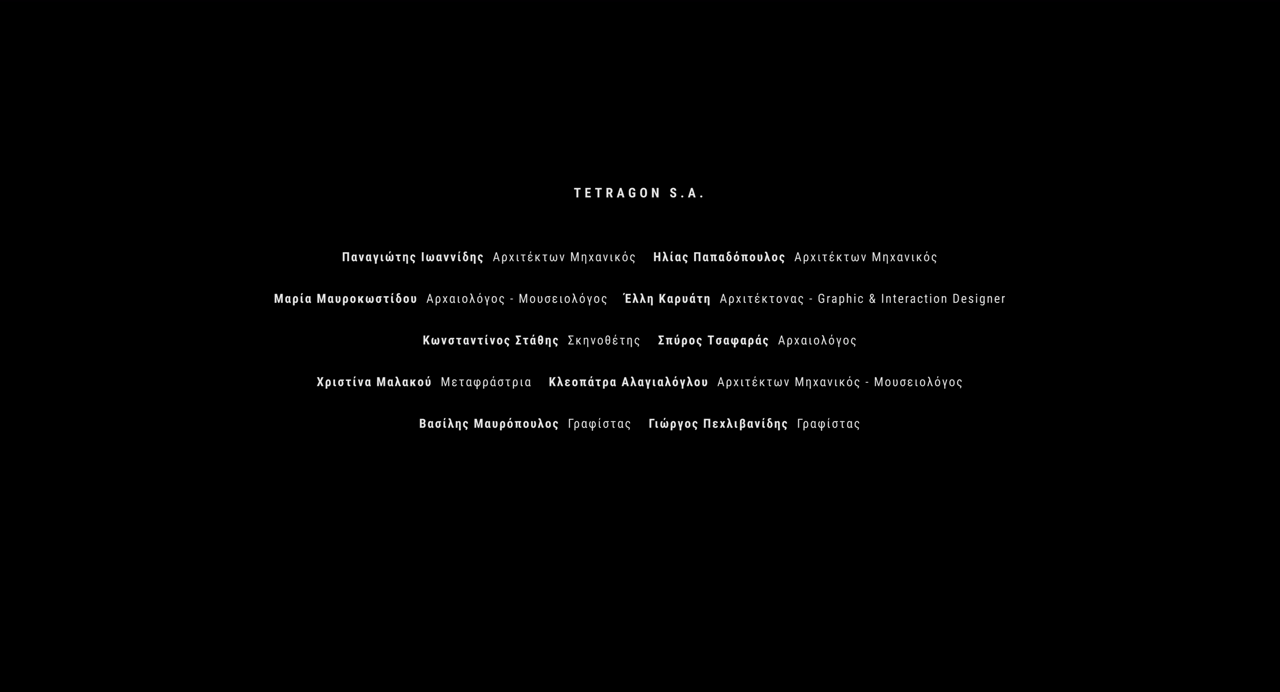 TETRAGON S.A.
Παναγιώτης Ιωαννίδης Αρχιτέκτων Μηχανικός Ηλίας Παπαδόπουλος Αρχιτέκτων Μηχανικός
Μαρία Μαυροκωστίδου Αρχαιολόγος - Μουσειολόγος Έλλη Καρυάτη Αρχιτέκτονας - Graphic & Interaction Designer
Κωνσταντίνος Στάθης Σκηνοθέτης Σπύρος Τσαφαράς Αρχαιολόγος
Χριστίνα Μαλακού Μεταφράστρια Κλεοπάτρα Αλαγιαλόγλου Αρχιτέκτων Μηχανικός - Μουσειολόγος
Βασίλης Μαυρόπουλος Γραφίστας Γιώργος Πεχλιβανίδης Γραφίστας